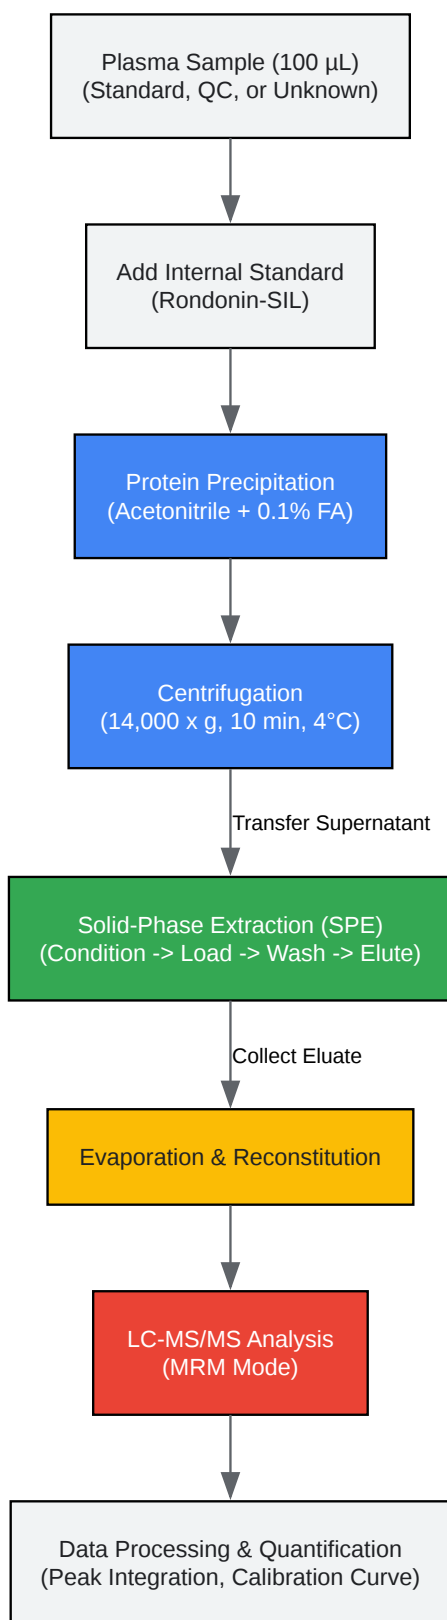 Plasma Sample (100 µL)
(Standard, QC, or Unknown)
Add Internal Standard
(Rondonin-SIL)
Protein Precipitation
(Acetonitrile + 0.1% FA)
Centrifugation
(14,000 x g, 10 min, 4°C)
Transfer Supernatant
Solid-Phase Extraction (SPE)
(Condition -> Load -> Wash -> Elute)
Collect Eluate
Evaporation & Reconstitution
LC-MS/MS Analysis
(MRM Mode)
Data Processing & Quantification
(Peak Integration, Calibration Curve)